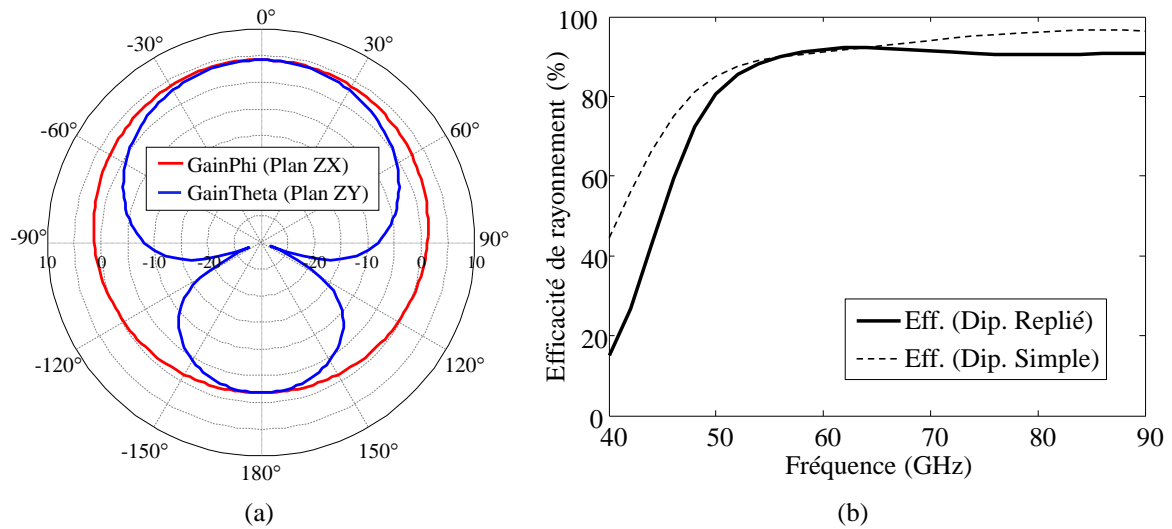 0°
-30°
30°
-60°
60°
GainPhi (Plan ZX)
GainTheta (Plan ZY)
-90°
90°
10 0 -10 -20 -20 -10 0 10
-120°
120°
-150°
150°
180°
(a)
Efficacité de rayonnement (%)
100
80
60
40
20
0
Eff. (Dip. Replié)
Eff. (Dip. Simple)
40 50 60 70 80 90
Fréquence (GHz)
(b)